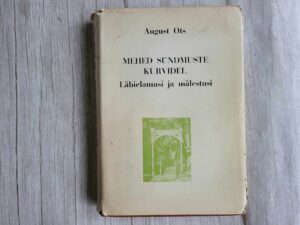 August Ots
MEHED SÜNDMUSTE
KURVIDEL
Läbielamusi ja mälestusi